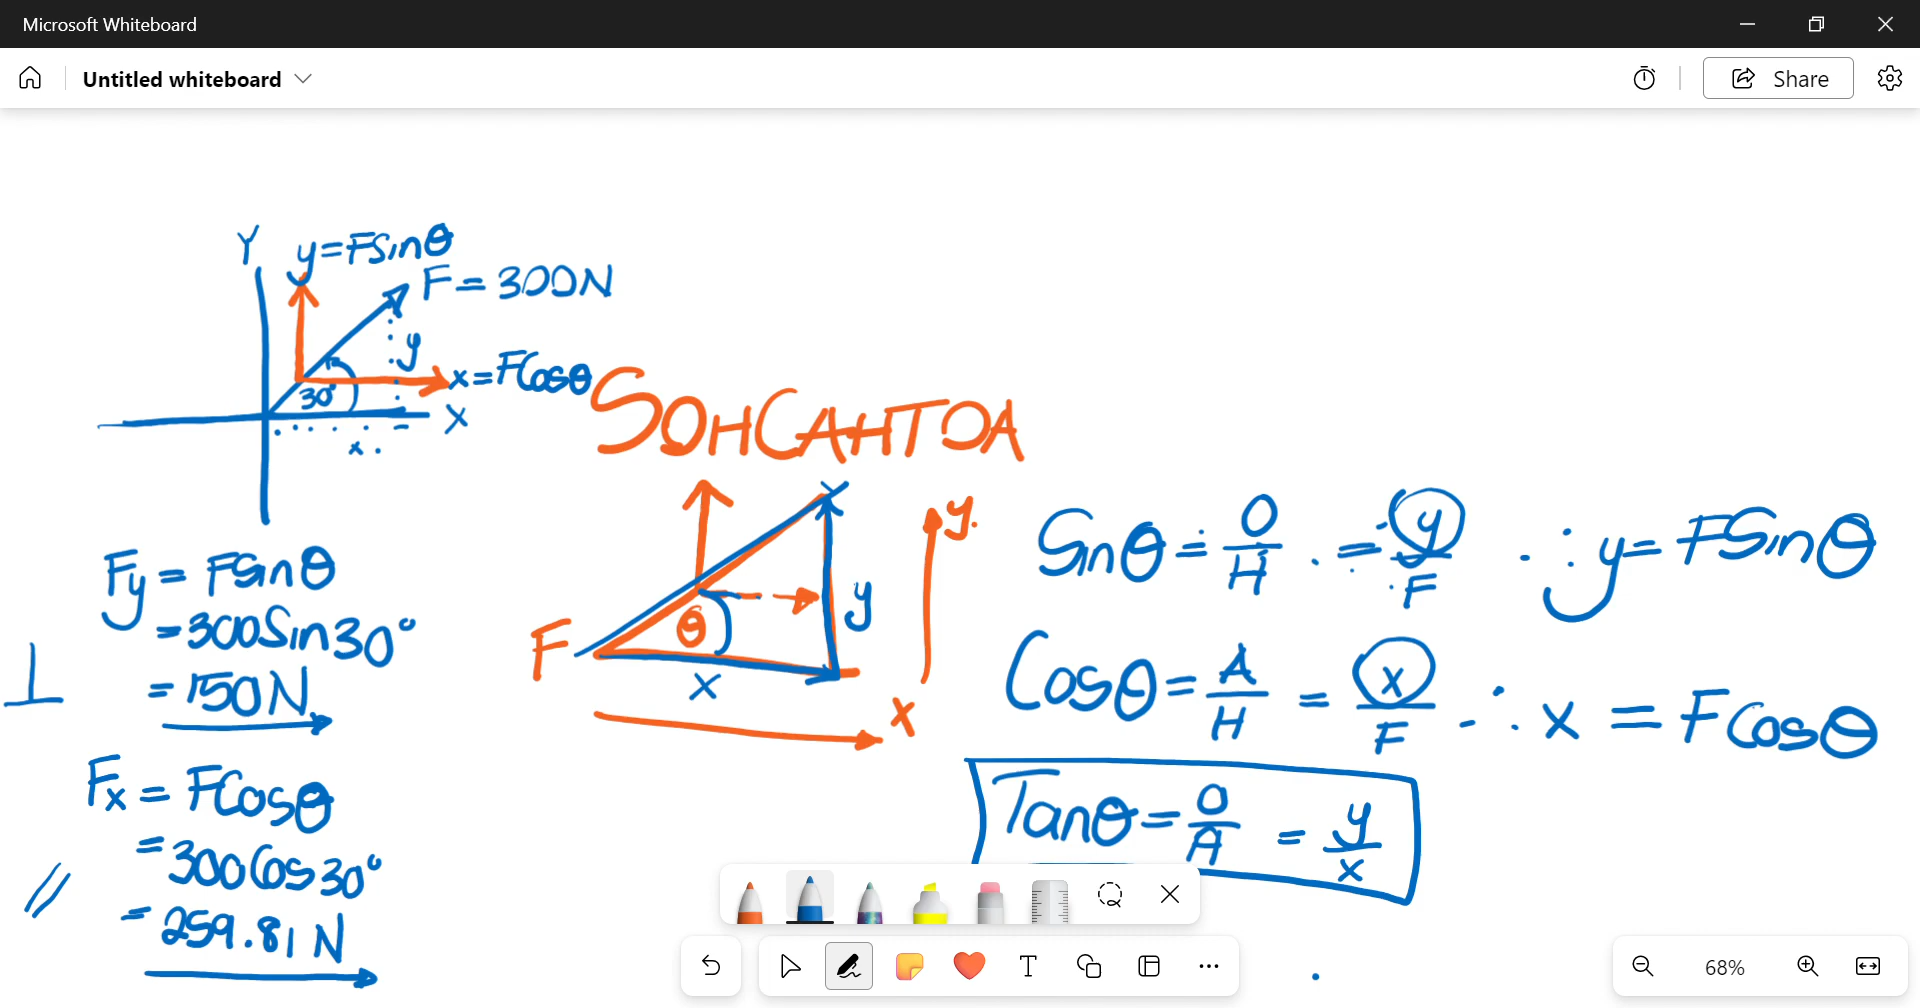 Microsoft Whiteboard
Untitled whiteboard
Share
Y
y=FSinθ
F=300N
y
x=FCosθ
30°
X
x
SOHCAHTOA
y
Sinθ = O/H = y/F ∴ y = FSinθ
F
θ
y
x
x
Cosθ = A/H = x/F ∴ x = FCosθ
Tanθ = O/A = y/x
Fy = FSinθ
= 300Sin30°
⊥ = 150N
Fx = FCosθ
= 300Cos30°
// = 259.81N
T
68%